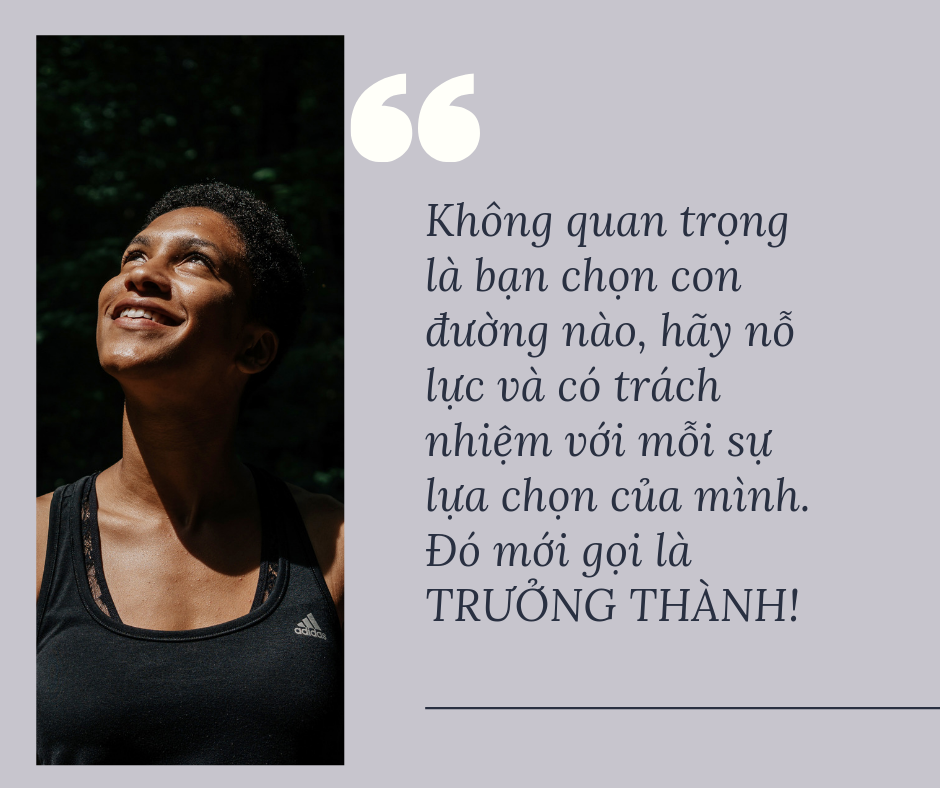 “
Không quan trọng
là bạn chọn con
đường nào, hãy nỗ
lực và có trách
nhiệm với mỗi sự
lựa chọn của mình.
Đó mới gọi là
TRƯỞNG THÀNH!
adidas